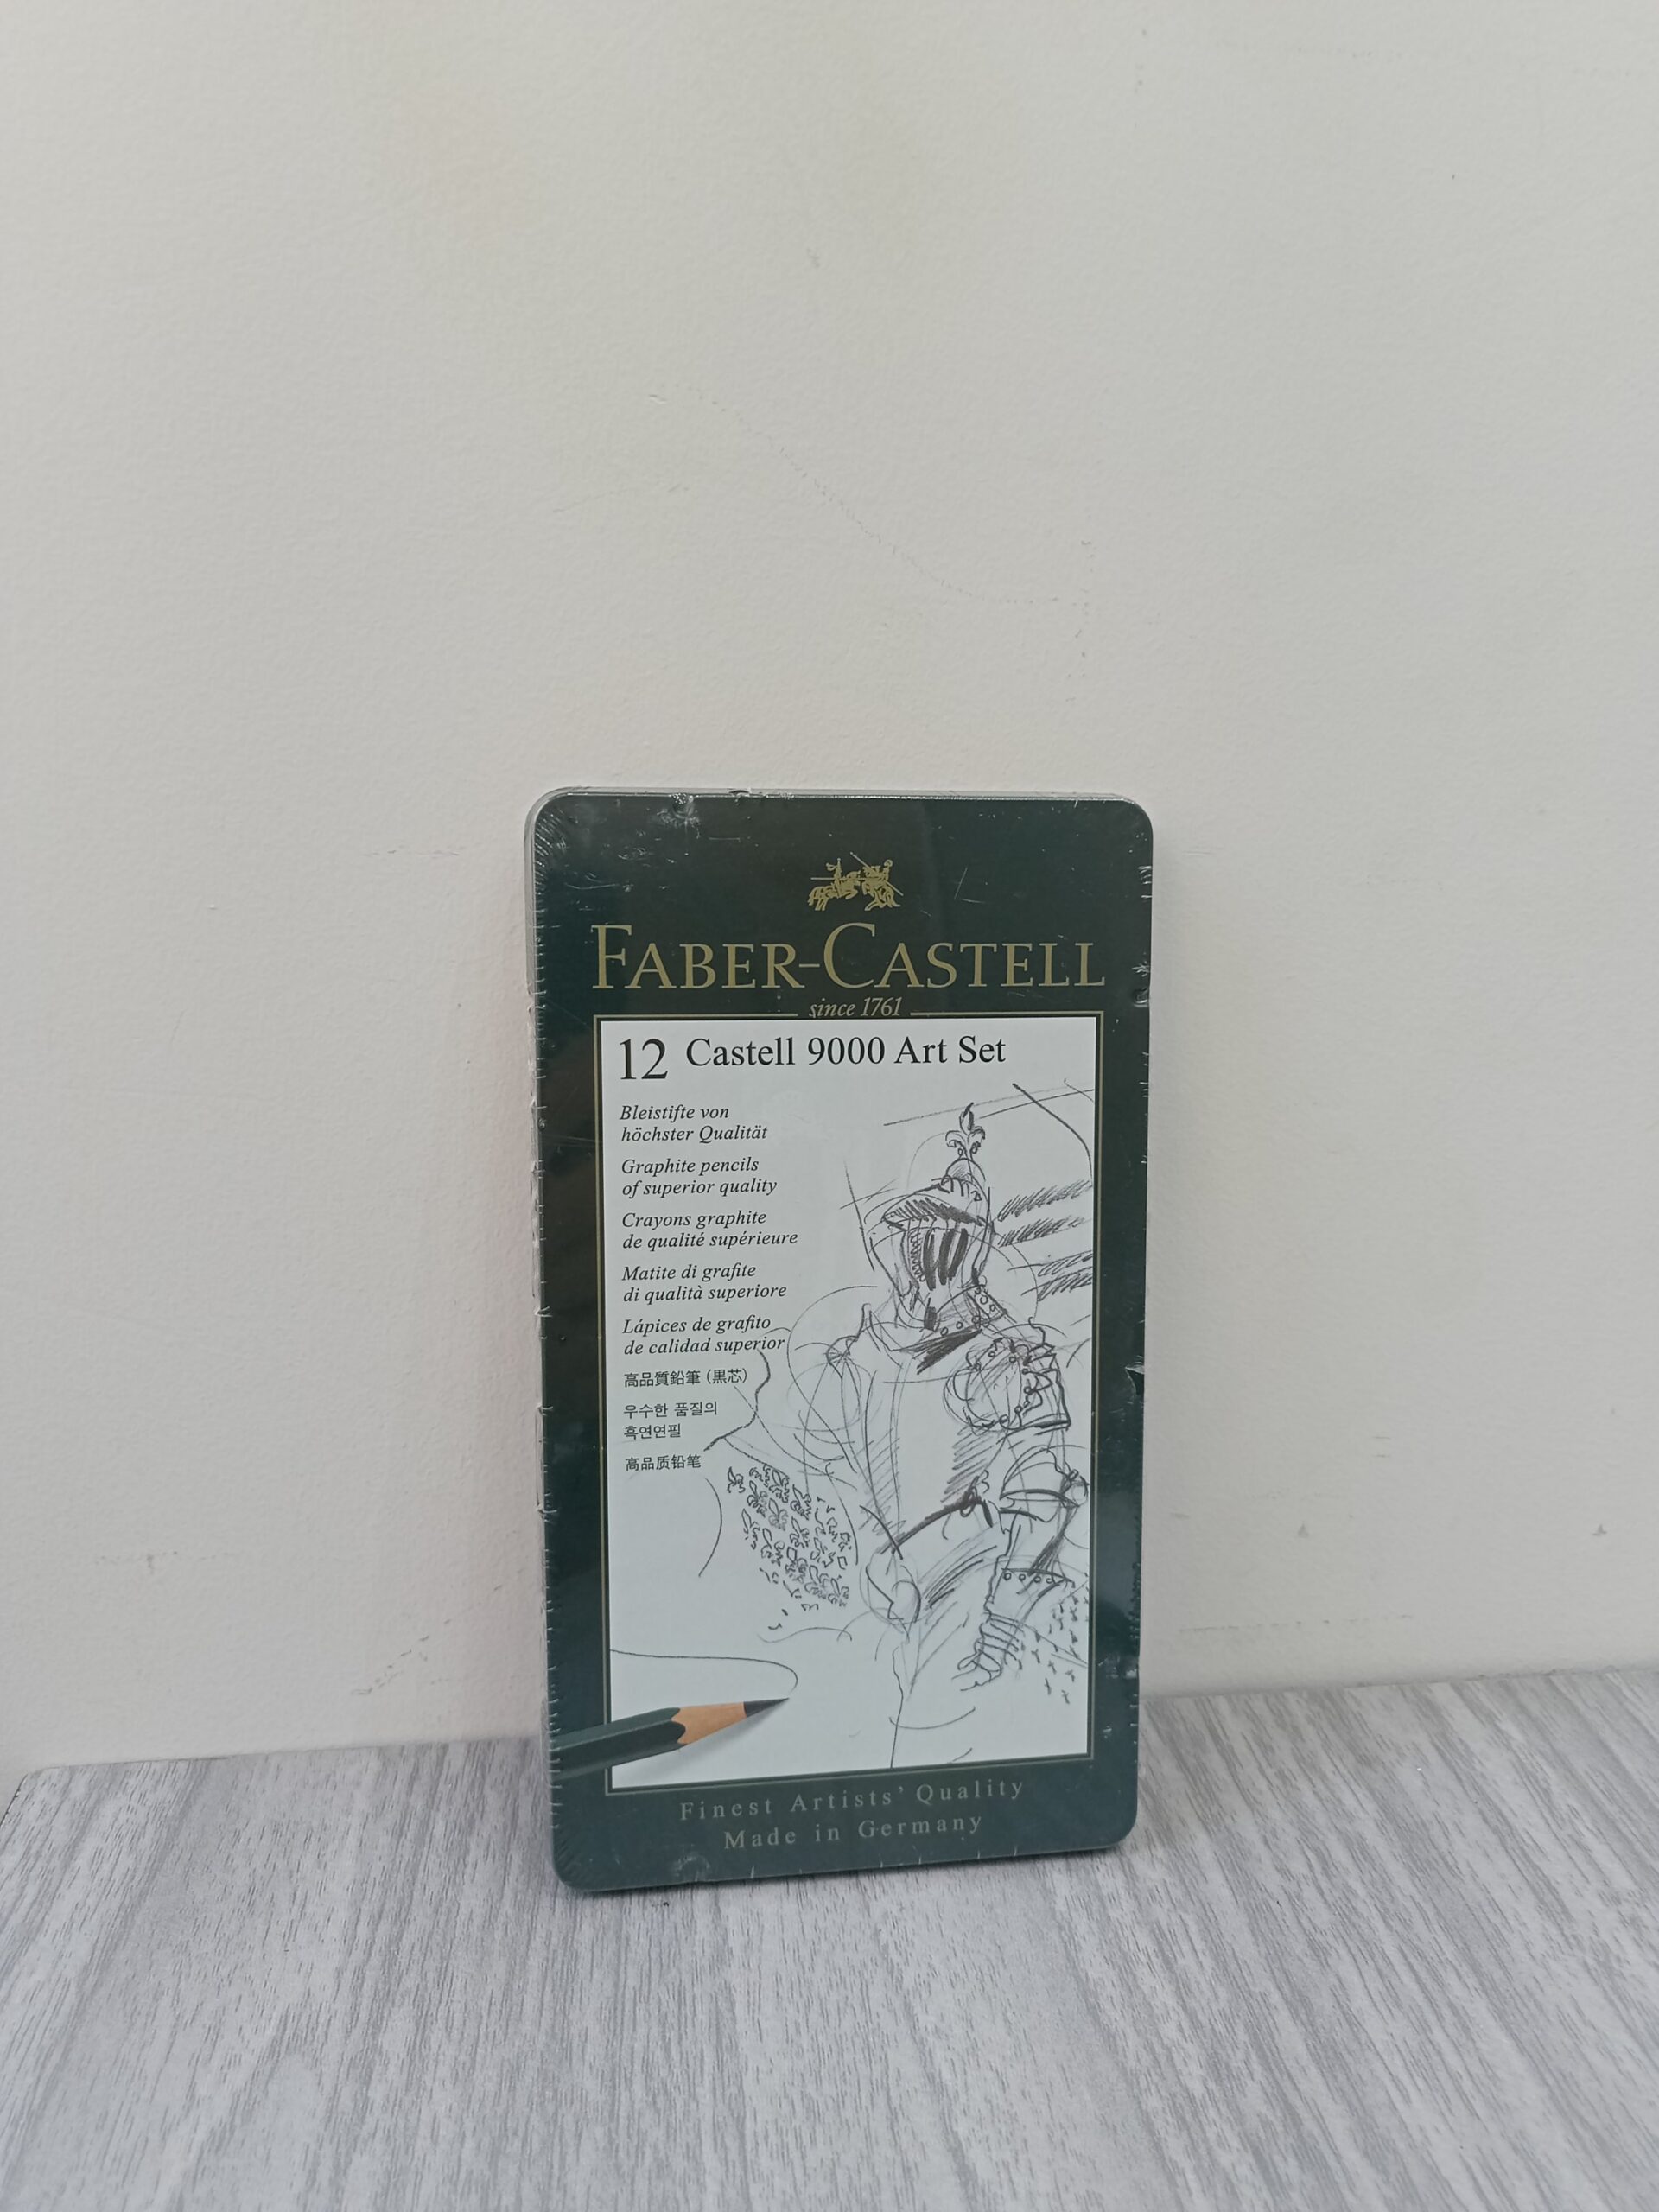 FABER-CASTELL
since 1761
12 Castell 9000 Art Set
Bleistifte von
höchster Qualität
Graphite pencils
of superior quality
Crayons graphite
de qualité supérieure
Matite di grafite
di qualità superiore
Lápices de grafito
de calidad superior
高品質鉛筆（黒芯）
우수한 품질의
흑연연필
高品质铅笔
Finest Artists' Quality
Made in Germany